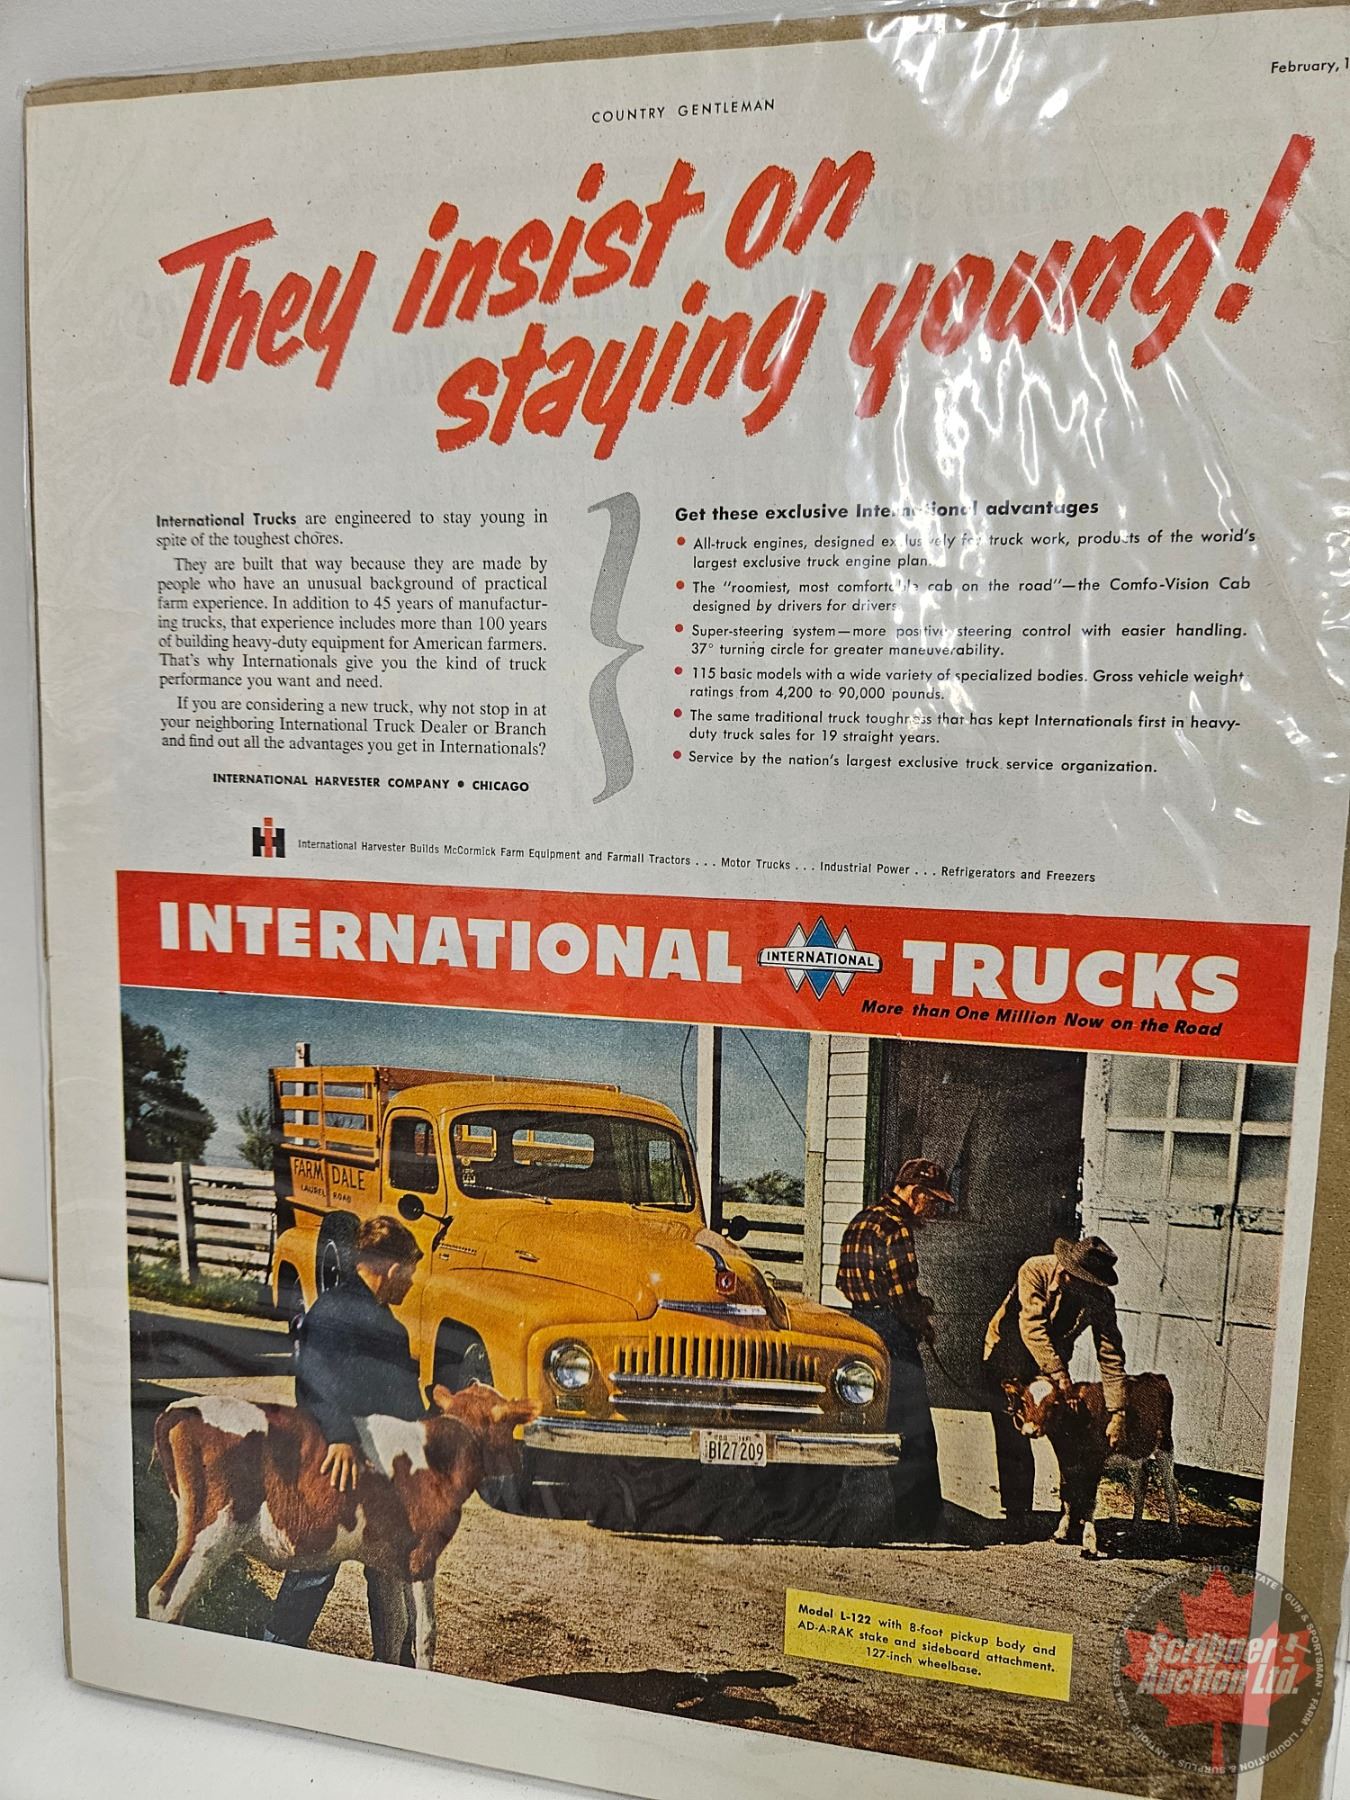 February, 1
COUNTRY GENTLEMAN
They insist on
staying young!
International Trucks are engineered to stay young in
spite of the toughest chores.
They are built that way because they are made by
people who have an unusual background of practical
farm experience. In addition to 45 years of manufactur-
ing trucks, that experience includes more than 100 years
of building heavy-duty equipment for American farmers.
That's why Internationals give you the kind of truck
performance you want and need.
If you are considering a new truck, why not stop in at
your neighboring International Truck Dealer or Branch
and find out all the advantages you get in Internationals?
INTERNATIONAL HARVESTER COMPANY • CHICAGO
Get these exclusive International advantages
• All-truck engines, designed exclusively for truck work, products of the world's
largest exclusive truck engine plan
• The "roomiest, most comfortable cab on the road"—the Comfo-Vision Cab
designed by drivers for drivers
• Super-steering system—more positive steering control with easier handling.
37° turning circle for greater maneuverability.
• 115 basic models with a wide variety of specialized bodies. Gross vehicle weight
ratings from 4,200 to 90,000 pounds.
• The same traditional truck toughness that has kept Internationals first in heavy-
duty truck sales for 19 straight years.
• Service by the nation's largest exclusive truck service organization.
IH International Harvester Builds McCormick Farm Equipment and Farmall Tractors . . . Motor Trucks . . . Industrial Power . . . Refrigerators and Freezers
INTERNATIONAL INTERNATIONAL TRUCKS
More than One Million Now on the Road
FARM DALE
LAUREL ROAD
B127209
Model L-122 with 8-foot pickup body and
AD-A-RAK stake and sideboard attachment.
127-inch wheelbase.
Scribner
Auction Ltd.